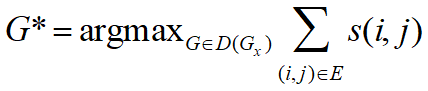 G* = argmax_{G∈D(G_x)} ∑_{(i,j)∈E} s(i, j)